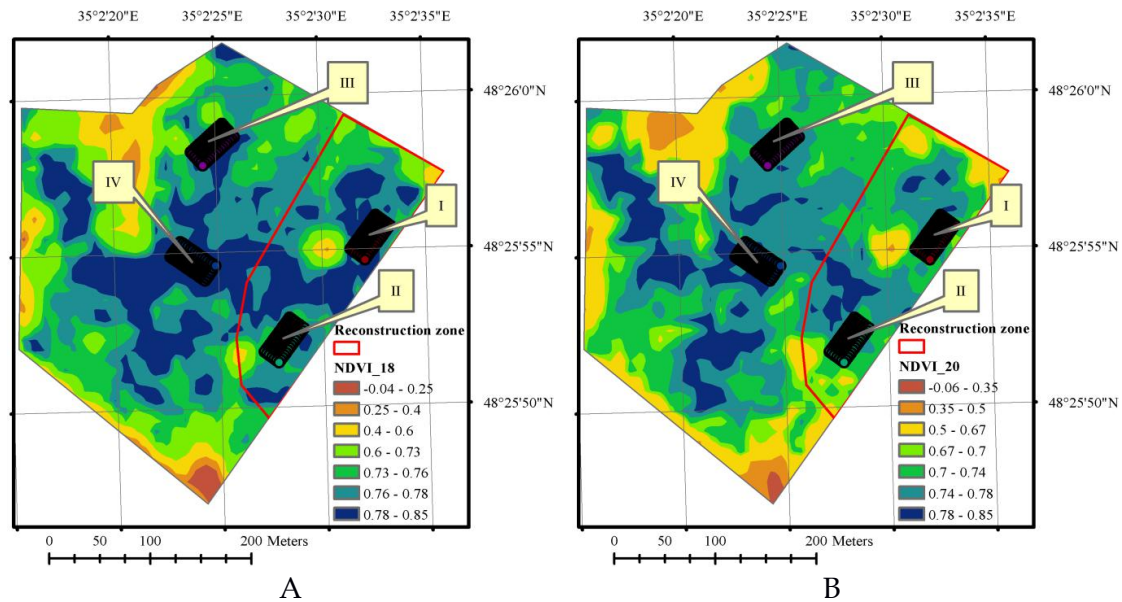 35°2'20"E 35°2'25"E 35°2'30"E 35°2'35"E
48°26'0"N
48°25'55"N
48°25'50"N
III
IV
I
II
Reconstruction zone
NDVI_18
-0.04 - 0.25
0.25 - 0.4
0.4 - 0.6
0.6 - 0.73
0.73 - 0.76
0.76 - 0.78
0.78 - 0.85
0 50 100 200 Meters
A
35°2'20"E 35°2'25"E 35°2'30"E 35°2'35"E
48°26'0"N
48°25'55"N
48°25'50"N
III
IV
I
II
Reconstruction zone
NDVI_20
-0.06 - 0.35
0.35 - 0.5
0.5 - 0.67
0.67 - 0.7
0.7 - 0.74
0.74 - 0.78
0.78 - 0.85
0 50 100 200 Meters
B